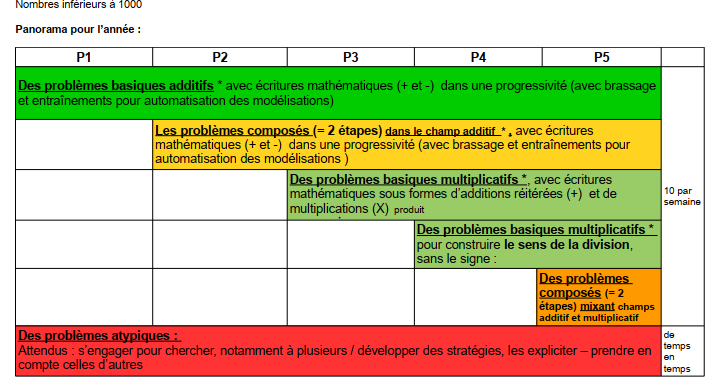 Nombres inférieurs à 1000
Panorama pour l'année :
P1 P2 P3 P4 P5
Des problèmes basiques additifs * avec écritures mathématiques (+ et -) dans une progressivité (avec brassage
et entraînements pour automatisation des modélisations)
Les problèmes composés (= 2 étapes) dans le champ additif * , avec écritures
mathématiques (+ et -) dans une progressivité (avec brassage et entraînements pour
automatisation des modélisations )
Des problèmes basiques multiplicatifs *, avec écritures
mathématiques sous formes d'additions réitérées (+) et de
multiplications (X) produit
10 par
semaine
Des problèmes basiques multiplicatifs *
pour construire le sens de la division,
sans le signe :
Des problèmes
composés (= 2
étapes) mixant champs
additif et multiplicatif
Des problèmes atypiques :
Attendus : s'engager pour chercher, notamment à plusieurs / développer des stratégies, les expliciter – prendre en
compte celles d'autres
de
temps
en
temps